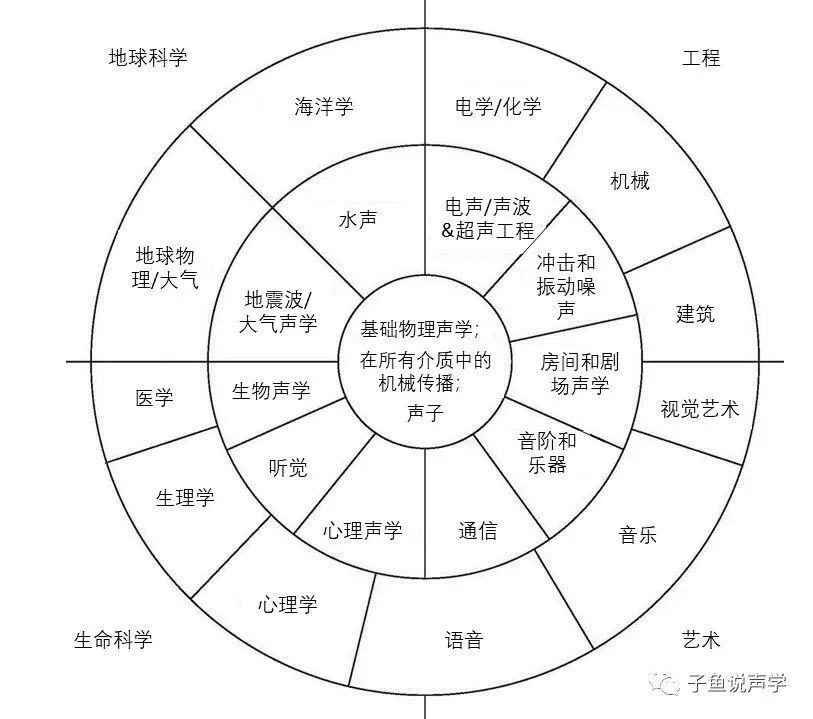 地球科学
工程
海洋学
电学/化学
机械
水声
电声/声波
&超声工程
地球物
理/大气
冲击和
振动噪
声
地震波/
大气声学
建筑
基础物理声学；
在所有介质中的
机械传播；
声子
房间和剧
场声学
医学
生物声学
视觉艺术
音阶和
乐器
听觉
生理学
心理声学
通信
音乐
心理学
语音
生命科学
艺术
子鱼说声学